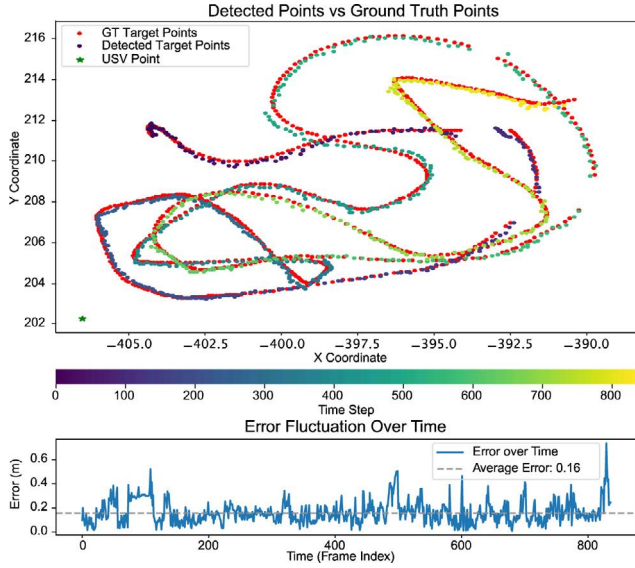 Detected Points vs Ground Truth Points
216
214
212
210
208
206
204
202
Y Coordinate
GT Target Points
Detected Target Points
USV Point
−405.0 −402.5 −400.0 −397.5 −395.0 −392.5 −390.0
X Coordinate
0 100 200 300 400 500 600 700 800
Time Step
Error Fluctuation Over Time
0.6
0.4
0.2
0.0
Error (m)
Error over Time
Average Error: 0.16
0 200 400 600 800
Time (Frame Index)